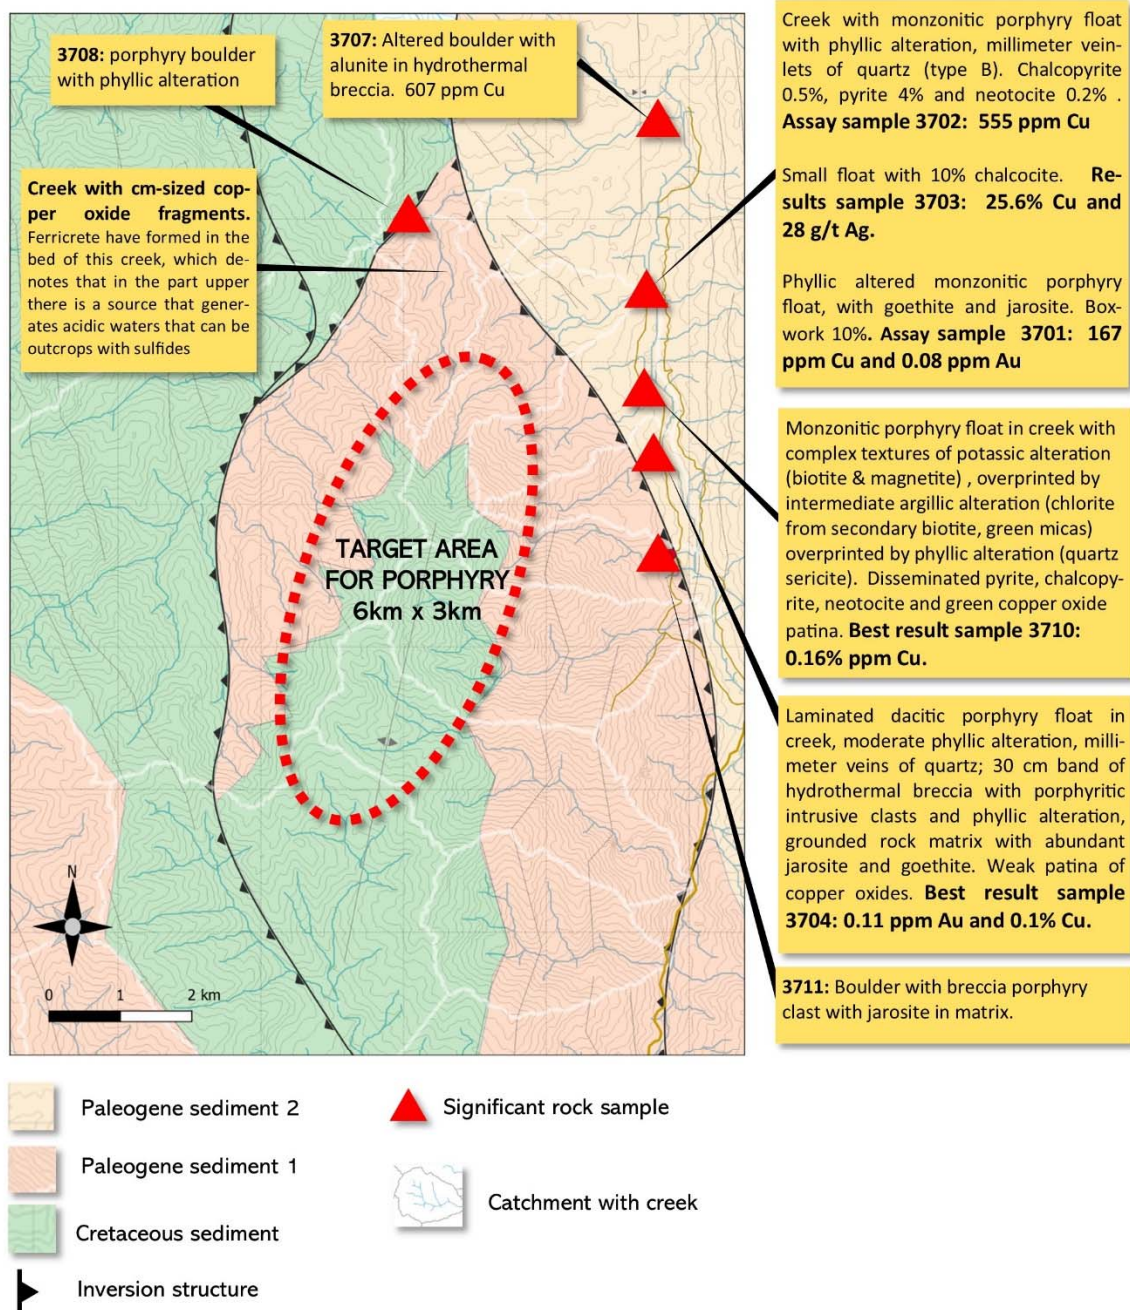 3708: porphyry boulder
with phyllic alteration
3707: Altered boulder with
alunite in hydrothermal
breccia. 607 ppm Cu
Creek with cm-sized cop-
per oxide fragments.
Ferricrete have formed in the
bed of this creek, which de-
notes that in the part upper
there is a source that gener-
ates acidic waters that can be
outcrops with sulfides
TARGET AREA
FOR PORPHYRY
6km x 3km
N
0 1 2 km
Creek with monzonitic porphyry float
with phyllic alteration, millimeter vein-
lets of quartz (type B). Chalcopyrite
0.5%, pyrite 4% and neotocite 0.2% .
Assay sample 3702: 555 ppm Cu
Small float with 10% chalcocite. Re-
sults sample 3703: 25.6% Cu and
28 g/t Ag.
Phyllic altered monzonitic porphyry
float, with goethite and jarosite. Box-
work 10%. Assay sample 3701: 167
ppm Cu and 0.08 ppm Au
Monzonitic porphyry float in creek with
complex textures of potassic alteration
(biotite & magnetite) , overprinted by
intermediate argillic alteration (chlorite
from secondary biotite, green micas)
overprinted by phyllic alteration (quartz
sericite). Disseminated pyrite, chalcopy-
rite, neotocite and green copper oxide
patina. Best result sample 3710:
0.16% ppm Cu.
Laminated dacitic porphyry float in
creek, moderate phyllic alteration, milli-
meter veins of quartz; 30 cm band of
hydrothermal breccia with porphyritic
intrusive clasts and phyllic alteration,
grounded rock matrix with abundant
jarosite and goethite. Weak patina of
copper oxides. Best result sample
3704: 0.11 ppm Au and 0.1% Cu.
3711: Boulder with breccia porphyry
clast with jarosite in matrix.
Paleogene sediment 2
Paleogene sediment 1
Cretaceous sediment
Inversion structure
Significant rock sample
Catchment with creek